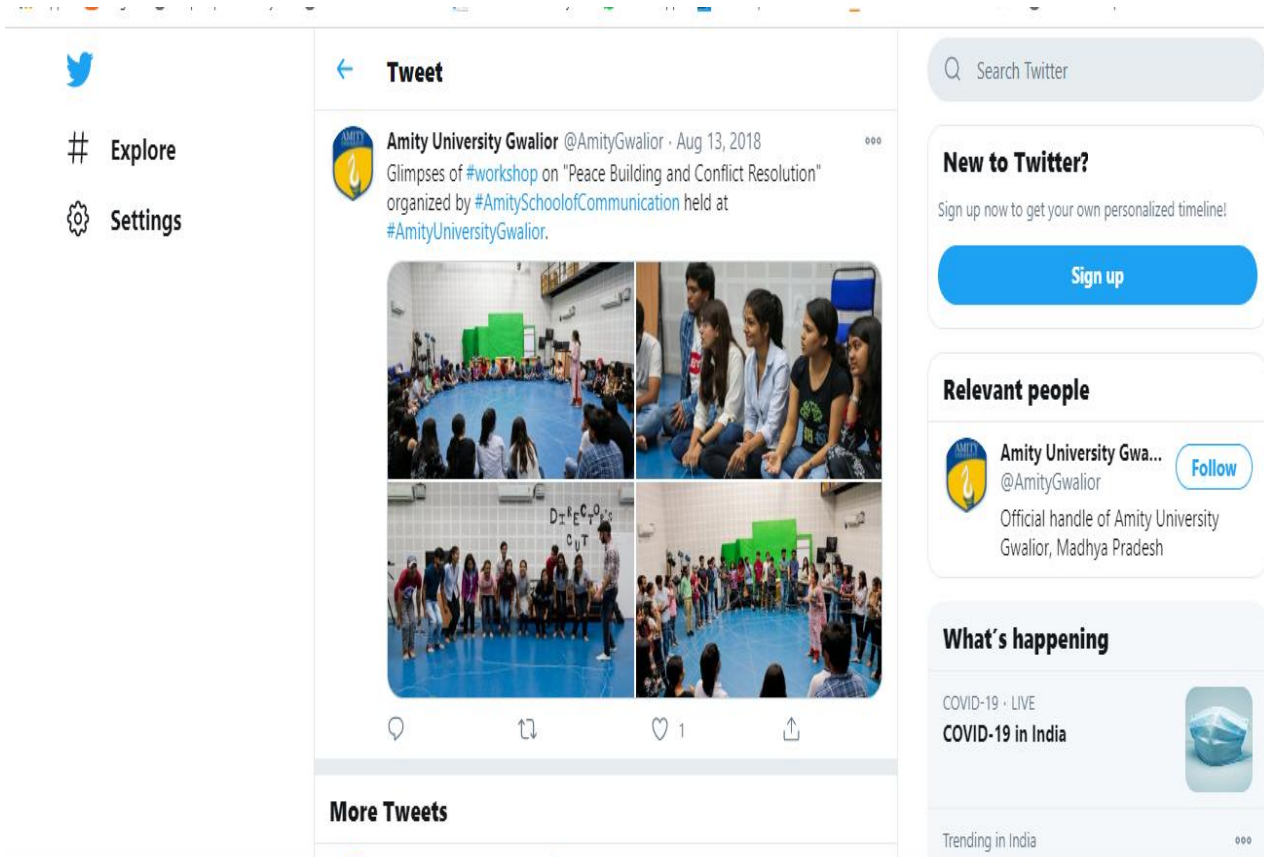 Explore
Settings
Tweet
Amity University Gwalior @AmityGwalior · Aug 13, 2018
Glimpses of #workshop on "Peace Building and Conflict Resolution"
organized by #AmitySchoolofCommunication held at
#AmityUniversityGwalior.
DIRECTOR'S
CUT
1
More Tweets
Search Twitter
New to Twitter?
Sign up now to get your own personalized timeline!
Sign up
Relevant people
AMITY
Amity University Gwa...
@AmityGwalior
Follow
Official handle of Amity University
Gwalior, Madhya Pradesh
What's happening
COVID-19 · LIVE
COVID-19 in India
Trending in India